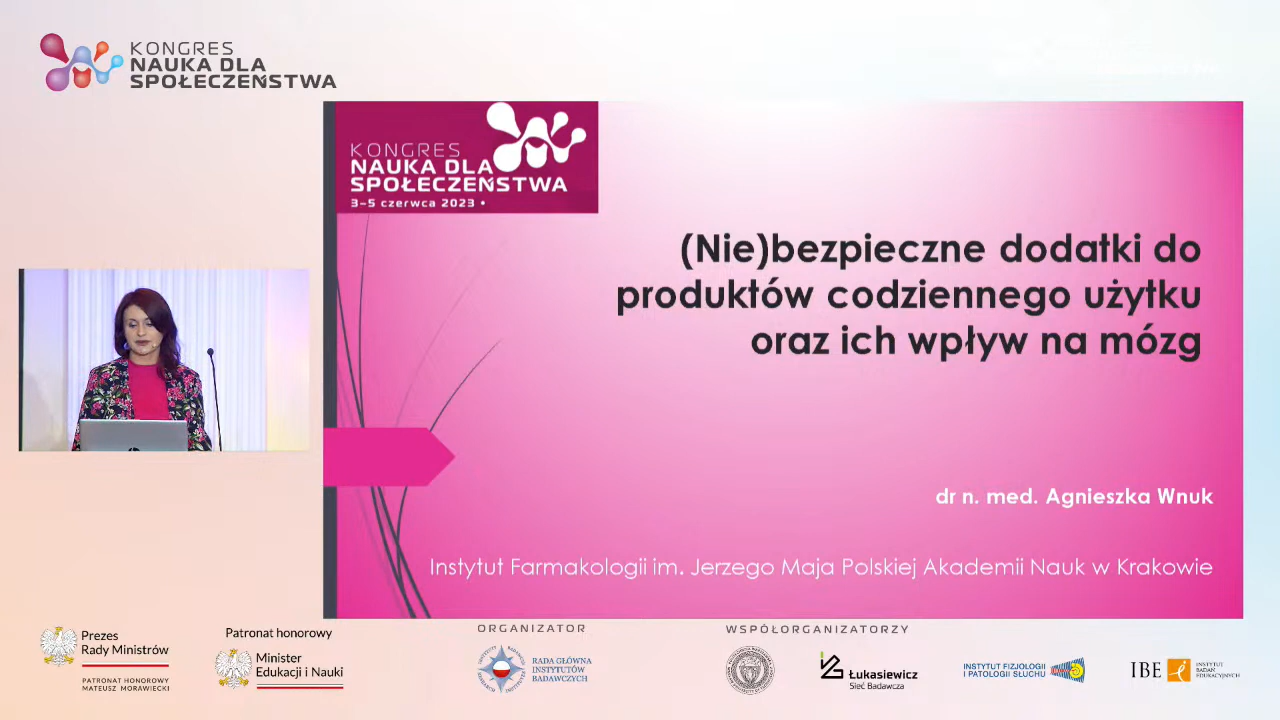 KONGRES
NAUKA DLA
SPOŁECZEŃSTWA
KONGRES
NAUKA DLA
SPOŁECZEŃSTWA
3–5 czerwca 2023 •
(Nie)bezpieczne dodatki do
produktów codziennego użytku
oraz ich wpływ na mózg
dr n. med. Agnieszka Wnuk
Instytut Farmakologii im. Jerzego Maja Polskiej Akademii Nauk w Krakowie
Prezes
Rady Ministrów
PATRONAT HONOROWY
MATEUSZ MORAWIECKI
Patronat honorowy
Minister
Edukacji i Nauki
ORGANIZATOR
RADA GŁÓWNA
INSTYTUTÓW
BADAWCZYCH
WSPÓŁORGANIZATORZY
Łukasiewicz
Sieć Badawcza
INSTYTUT FIZJOLOGII
I PATOLOGII SŁUCHU
IBE
INSTYTUT
BADAŃ
EDUKACYJNYCH